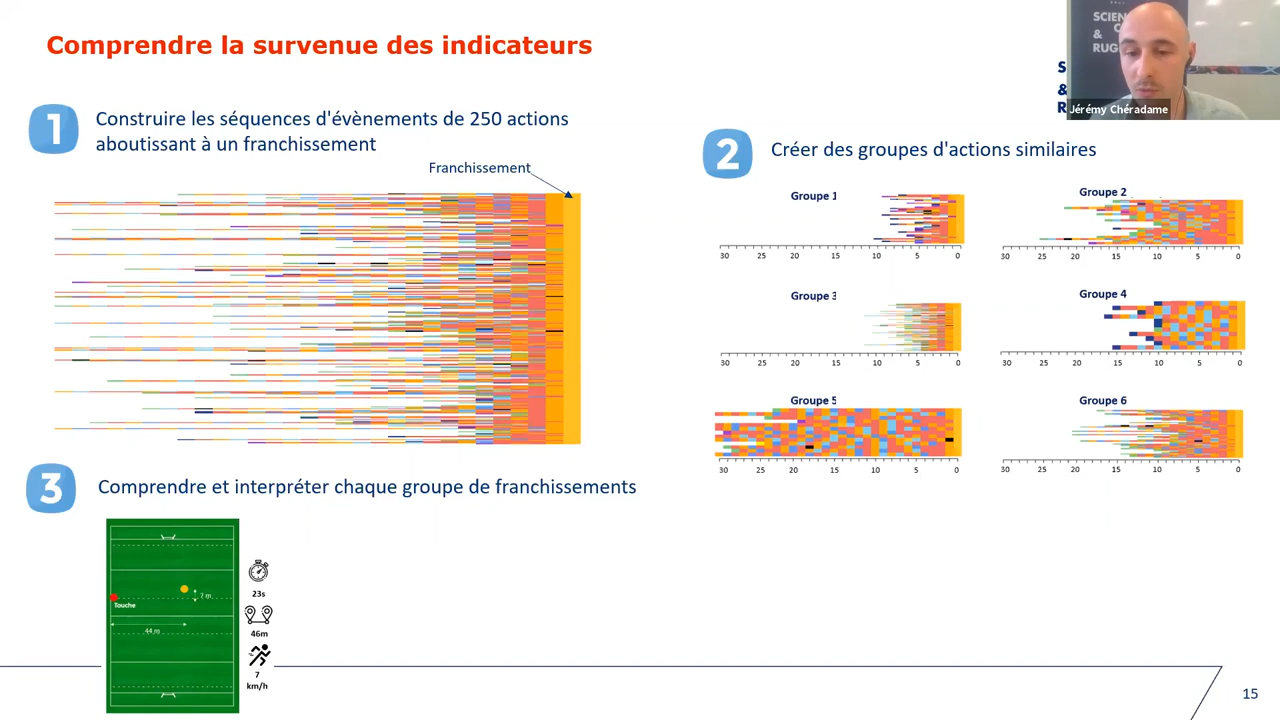 Comprendre la survenue des indicateurs
SCIEN
&
RUG
S
&
R
Jérémy Chéradame
1
Construire les séquences d'évènements de 250 actions
aboutissant à un franchissement
Franchissement
2
Créer des groupes d'actions similaires
Groupe 1
30 25 20 15 10 5 0
Groupe 2
30 25 20 15 10 5 0
Groupe 3
30 25 20 15 10 5 0
Groupe 4
30 25 20 15 10 5 0
Groupe 5
30 25 20 15 10 5 0
Groupe 6
30 25 20 15 10 5 0
3
Comprendre et interpréter chaque groupe de franchissements
Touche
7 m
44 m
23s
46m
7
km/h
15